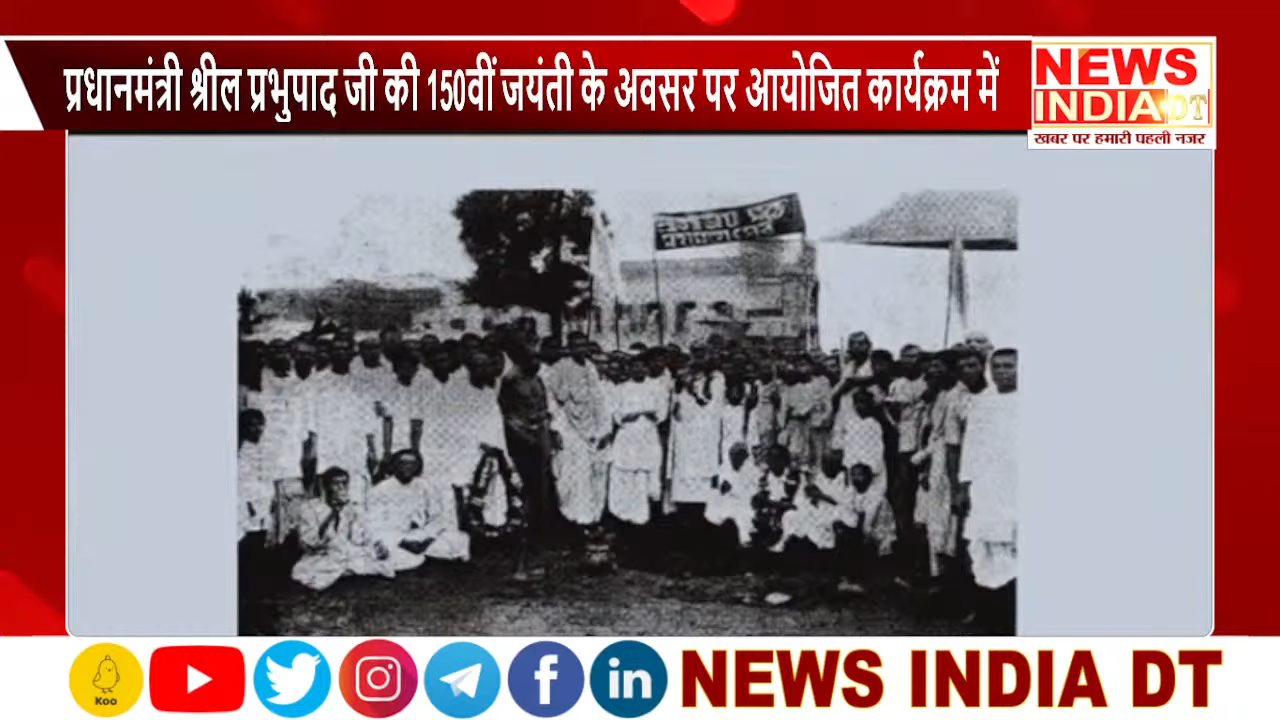 प्रधानमंत्री श्रील प्रभुपाद जी की 150वीं जयंती के अवसर पर आयोजित कार्यक्रम में
NEWS
INDIA DT
खबर पर हमारी पहली नजर
Koo
in
NEWS INDIA DT